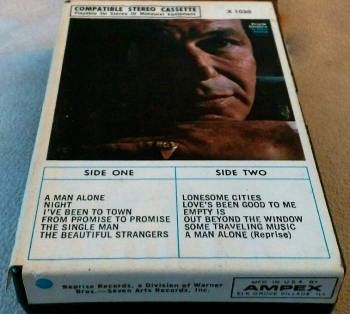 COMPATIBLE STEREO CASSETTE
Playable On Stereo Or Monaural Equipment
X 1030
SIDE ONE
SIDE TWO
A MAN ALONE
NIGHT
I'VE BEEN TO TOWN
FROM PROMISE TO PROMISE
THE SINGLE MAN
THE BEAUTIFUL STRANGERS
LONESOME CITIES
LOVE'S BEEN GOOD TO ME
EMPTY IS
OUT BEYOND THE WINDOW
SOME TRAVELING MUSIC
A MAN ALONE (Reprise)
Reprise Records, a Division of Warner
Bros.—Seven Arts Records, Inc.
MFD IN U.S.A. BY
AMPEX
ELK GROVE VILLAGE, ILL.